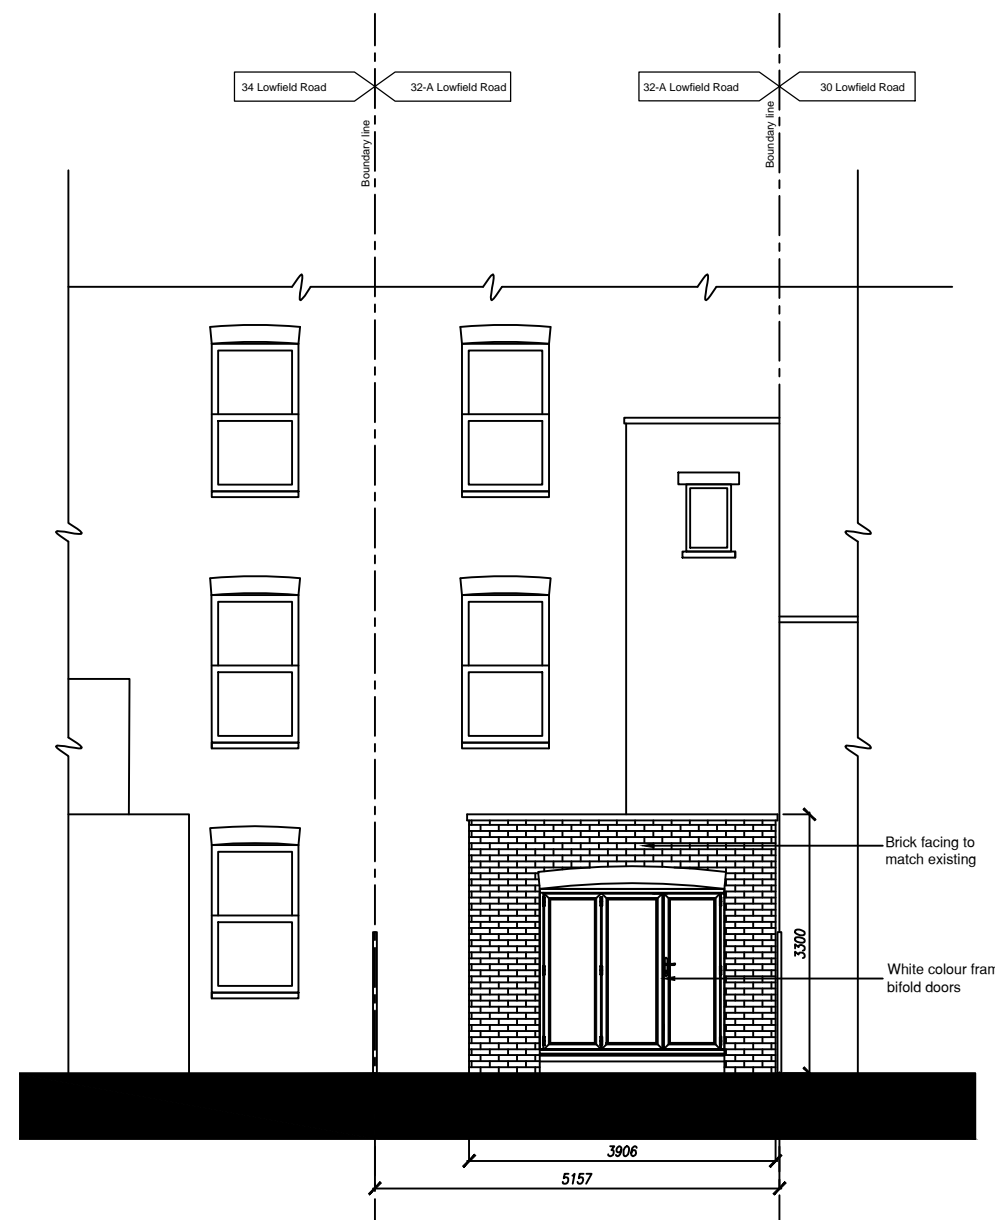 34 Lowfield Road
32-A Lowfield Road
32-A Lowfield Road
30 Lowfield Road
Boundary line
Boundary line
Brick facing to
match existing
3300
White colour fram
bifold doors
3906
5157